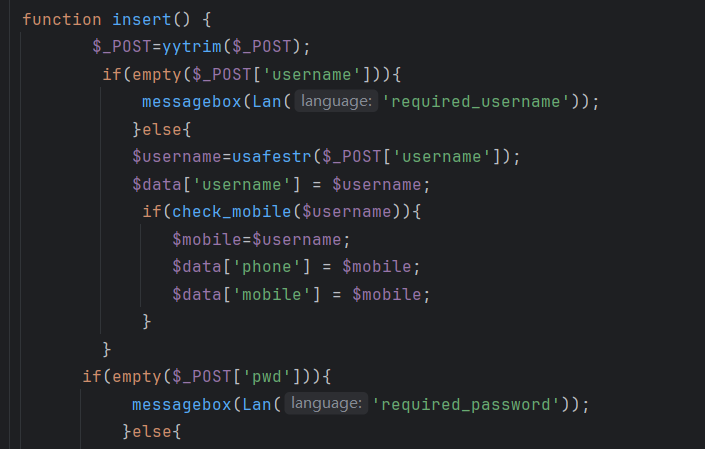 function insert() {
$_POST=yytrim($_POST);
if(empty($_POST['username'])){
messagebox(Lan( language: 'required_username'));
}else{
$username=usafestr($_POST['username']);
$data['username'] = $username;
if(check_mobile($username)){
$mobile=$username;
$data['phone'] = $mobile;
$data['mobile'] = $mobile;
}
}
if(empty($_POST['pwd'])){
messagebox(Lan( language: 'required_password'));
}else{